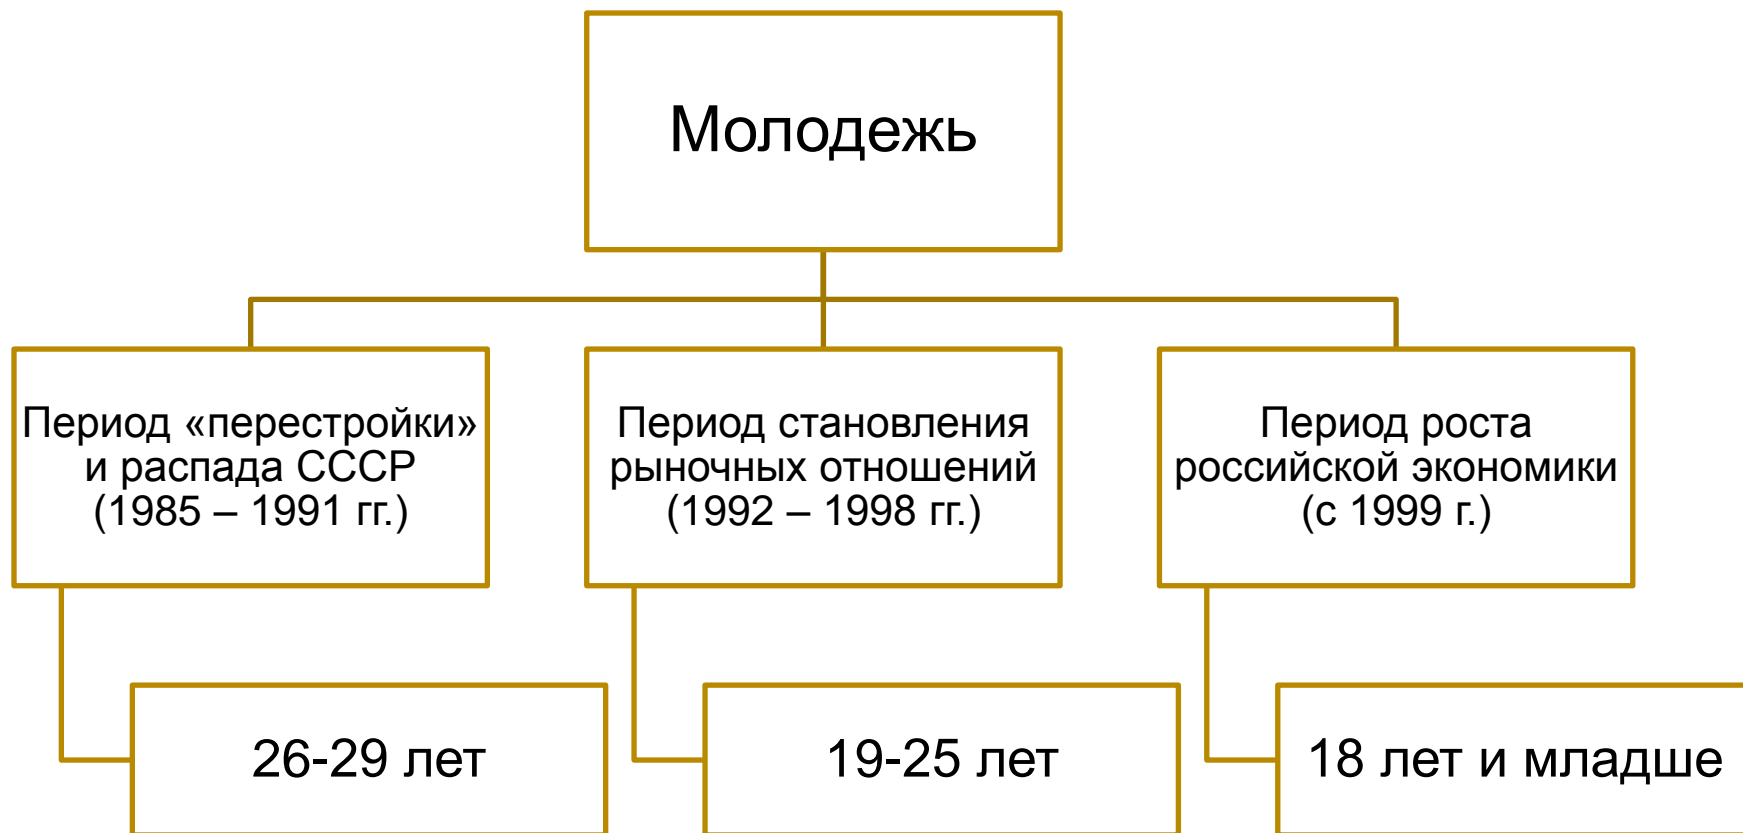 Молодежь
Период «перестройки»
и распада СССР
(1985 – 1991 гг.)
Период становления
рыночных отношений
(1992 – 1998 гг.)
Период роста
российской экономики
(с 1999 г.)
26-29 лет
19-25 лет
18 лет и младше